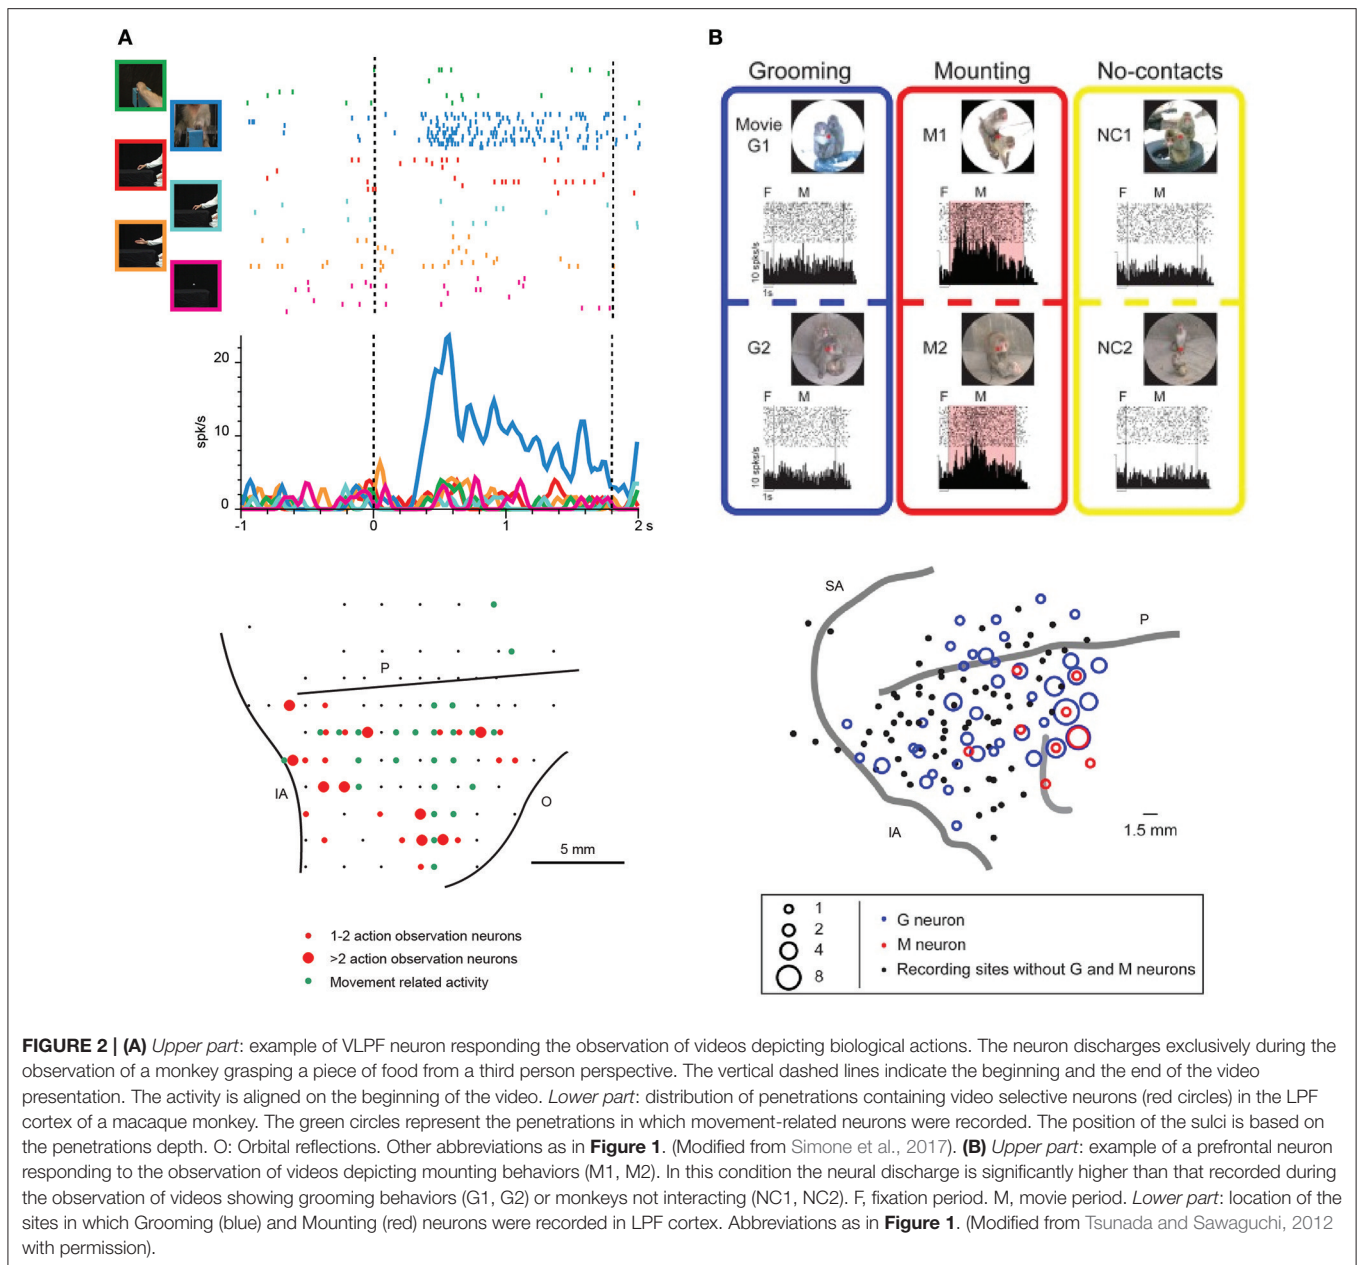 A
20
10
0
spk/s
-1
0
1
2 s
P
IA
O
5 mm
1-2 action observation neurons
>2 action observation neurons
Movement related activity
B
Grooming
Mounting
No-contacts
Movie
G1
M1
NC1
F
M
F
M
F
M
10 spks/s
1s
G2
M2
NC2
F
M
F
M
F
M
10 spks/s
1s
SA
P
IA
1.5 mm
1
2
4
8
G neuron
M neuron
Recording sites without G and M neurons
FIGURE 2 | (A) Upper part: example of VLPF neuron responding the observation of videos depicting biological actions. The neuron discharges exclusively during the
observation of a monkey grasping a piece of food from a third person perspective. The vertical dashed lines indicate the beginning and the end of the video
presentation. The activity is aligned on the beginning of the video. Lower part: distribution of penetrations containing video selective neurons (red circles) in the LPF
cortex of a macaque monkey. The green circles represent the penetrations in which movement-related neurons were recorded. The position of the sulci is based on
the penetrations depth. O: Orbital reflections. Other abbreviations as in Figure 1. (Modified from Simone et al., 2017). (B) Upper part: example of a prefrontal neuron
responding to the observation of videos depicting mounting behaviors (M1, M2). In this condition the neural discharge is significantly higher than that recorded during
the observation of videos showing grooming behaviors (G1, G2) or monkeys not interacting (NC1, NC2). F, fixation period. M, movie period. Lower part: location of the
sites in which Grooming (blue) and Mounting (red) neurons were recorded in LPF cortex. Abbreviations as in Figure 1. (Modified from Tsunada and Sawaguchi, 2012
with permission).